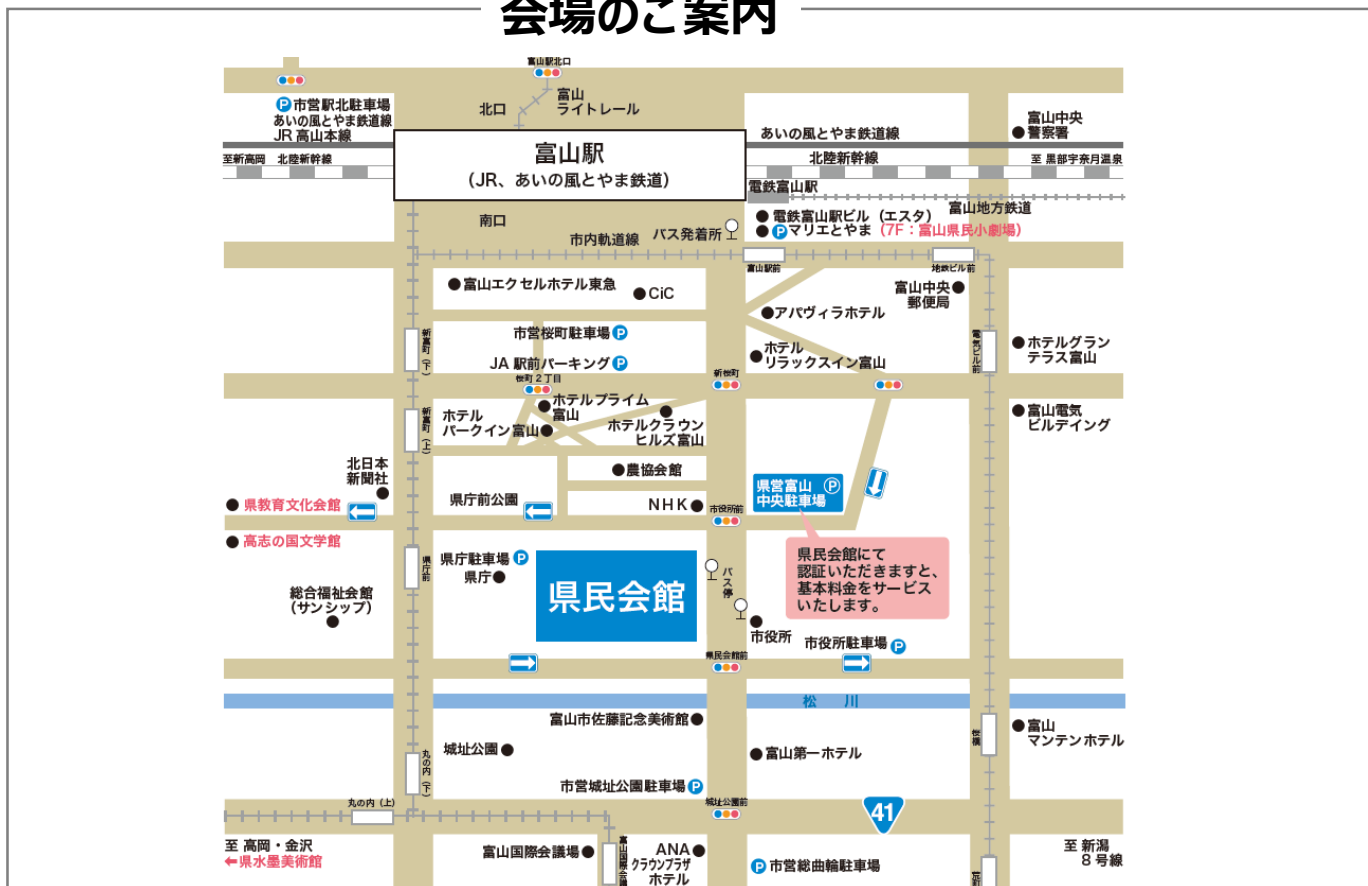 会場のご案内
富山駅北口
北口
富山
ライトレール
P 市営駅北駐車場
あいの風とやま鉄道線
JR 高山本線
富山中央
警察署
あいの風とやま鉄道線
至新高岡 北陸新幹線
富山駅
(JR、あいの風とやま鉄道)
北陸新幹線
至 黒部宇奈月温泉
電鉄富山駅
富山地方鉄道
南口
電鉄富山駅ビル（エスタ）
P マリエとやま（7F：富山県民小劇場）
市内軌道線
バス発着所
富山駅前
地鉄ビル前
富山エクセルホテル東急
CiC
富山中央
郵便局
アパヴィラホテル
市営桜町駐車場 P
新富町（下）
電気ビル前
ホテルグラン
テラス富山
JA 駅前パーキング P
ホテル
リラックスイン富山
桜町2丁目
新桜町
ホテルプライム
富山
ホテル
パークイン富山
新富町（上）
ホテルクラウン
ヒルズ富山
富山電気
ビルデイング
北日本
新聞社
農協会館
県営富山 P
中央駐車場
県教育文化会館
県庁前公園
NHK
市役所前
高志の国文学館
県庁駐車場 P
県庁
県庁前
県民会館
バス停
県民会館にて
認証いただきますと、
基本料金をサービス
いたします。
総合福祉会館
（サンシップ）
市役所
市役所駐車場 P
県民会館前
松川
富山市佐藤記念美術館
城址公園
富山第一ホテル
桜橋
富山
マンテンホテル
丸の内（下）
市営城址公園駐車場 P
丸の内（上）
城址公園前
41
至 高岡・金沢
←県水墨美術館
富山国際会議場
ANA
クラウンプラザ
ホテル
P 市営総曲輪駐車場
至 新潟
8号線